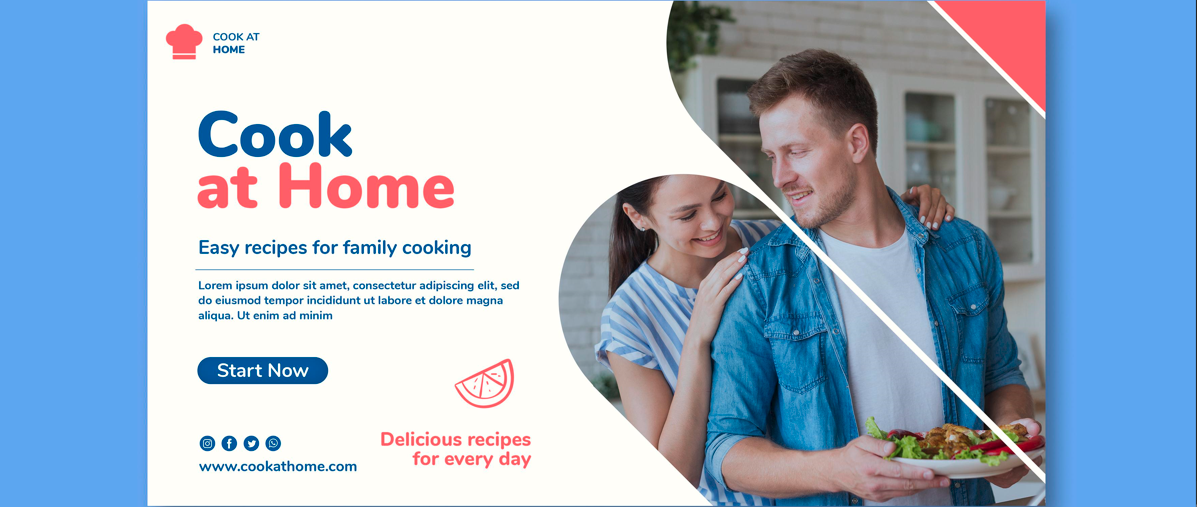 COOK AT
HOME
Cook
at Home
Easy recipes for family cooking
Lorem ipsum dolor sit amet, consectetur adipiscing elit, sed
do eiusmod tempor incididunt ut labore et dolore magna
aliqua. Ut enim ad minim
Start Now
Delicious recipes
for every day
www.cookathome.com